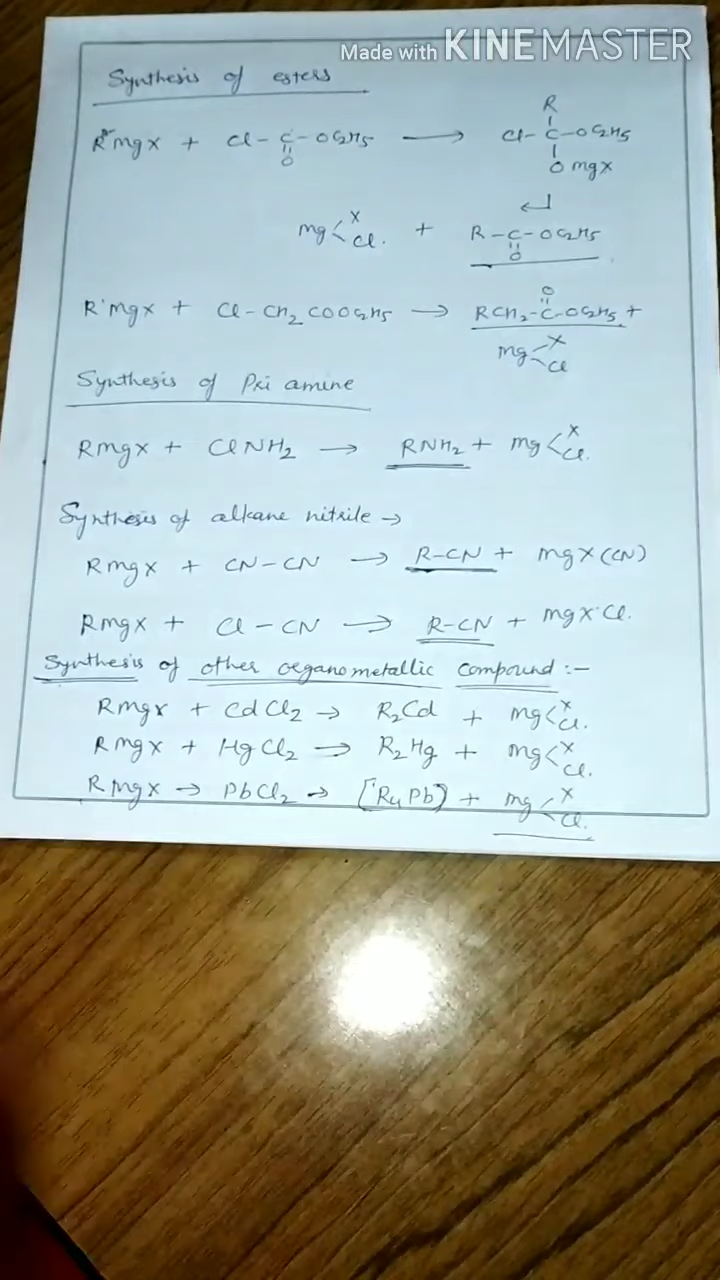 Made with KINEMASTER
Synthesis of esters
R
RMgX + Cl-C-OC2H5 ⟶ Cl-C-OC2H5
O
O MgX
Mg<X Cl. + R-C-OC2H5
O
O
R'MgX + Cl-CH2COOC2H5 → RCH2-C-OC2H5 +
Mg<X Cl
Synthesis of Pri amine
RMgX + ClNH2 → RNH2 + Mg<X Cl.
Synthesis of alkane nitrile →
RMgX + CN-CN → R-CN + MgX(CN)
RMgX + Cl-CN → R-CN + MgX·Cl.
Synthesis of other organometallic compound:-
RMgX + CdCl2 → R2Cd + Mg<X Cl.
RMgX + HgCl2 → R2Hg + Mg<X Cl.
RMgX → PbCl2 → [R4Pb] + Mg<X Cl.